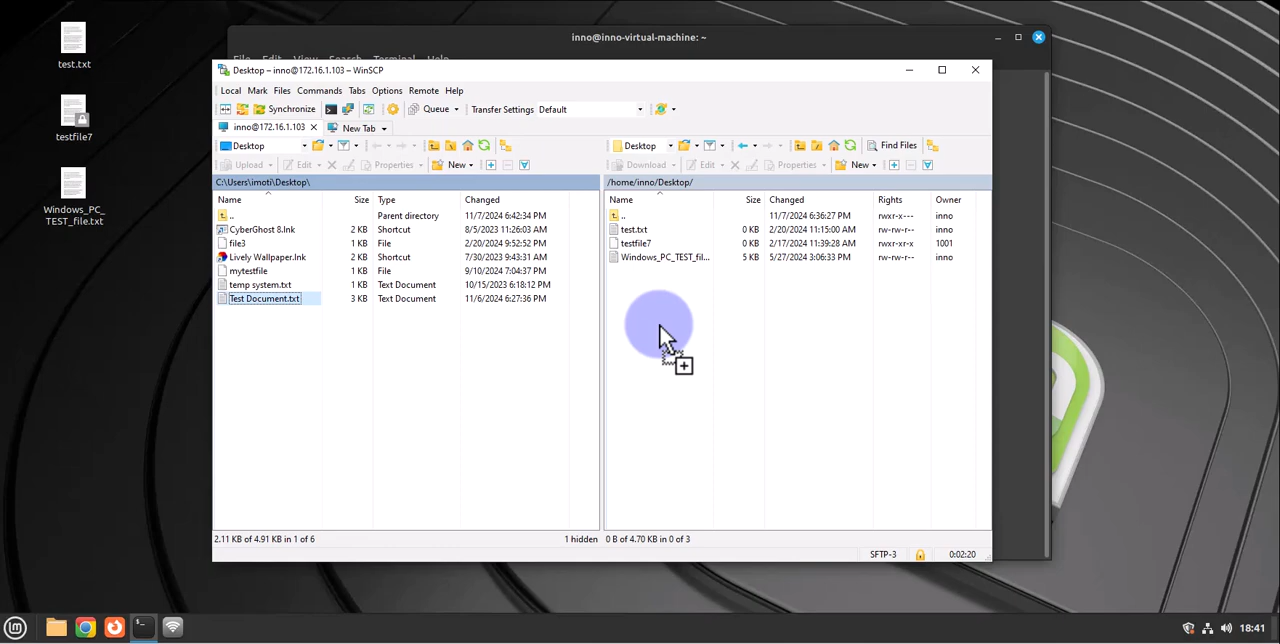 test.txt
testfile7
Windows_PC_
TEST_file.txt
inno@inno-virtual-machine: ~
File Edit View Search Terminal Help
Desktop – inno@172.16.1.103 – WinSCP
Local Mark Files Commands Tabs Options Remote Help
Synchronize Queue Transfer Settings Default
inno@172.16.1.103 New Tab
Desktop Desktop Find Files
Upload Edit Properties New Download Edit Properties New
C:\Users\imoti\Desktop\ /home/inno/Desktop/
Name Size Type Changed Name Size Changed Rights Owner
.. Parent directory 11/7/2024 6:42:34 PM .. 11/7/2024 6:36:27 PM rwxr-x--- inno
CyberGhost 8.lnk 2 KB Shortcut 8/5/2023 11:26:03 AM test.txt 0 KB 2/20/2024 11:15:00 AM rw-rw-r-- inno
file3 1 KB File 2/20/2024 9:52:52 PM testfile7 0 KB 2/17/2024 11:39:28 AM rwxr-xr-x 1001
Lively Wallpaper.lnk 2 KB Shortcut 7/30/2023 9:43:31 AM Windows_PC_TEST_fil... 5 KB 5/27/2024 3:06:33 PM rw-rw-r-- inno
mytestfile 1 KB File 9/10/2024 7:04:37 PM
temp system.txt 1 KB Text Document 10/15/2023 6:18:12 PM
Test Document.txt 3 KB Text Document 11/6/2024 6:27:36 PM
2.11 KB of 4.91 KB in 1 of 6 1 hidden 0 B of 4.70 KB in 0 of 3
SFTP-3 0:02:20
18:41